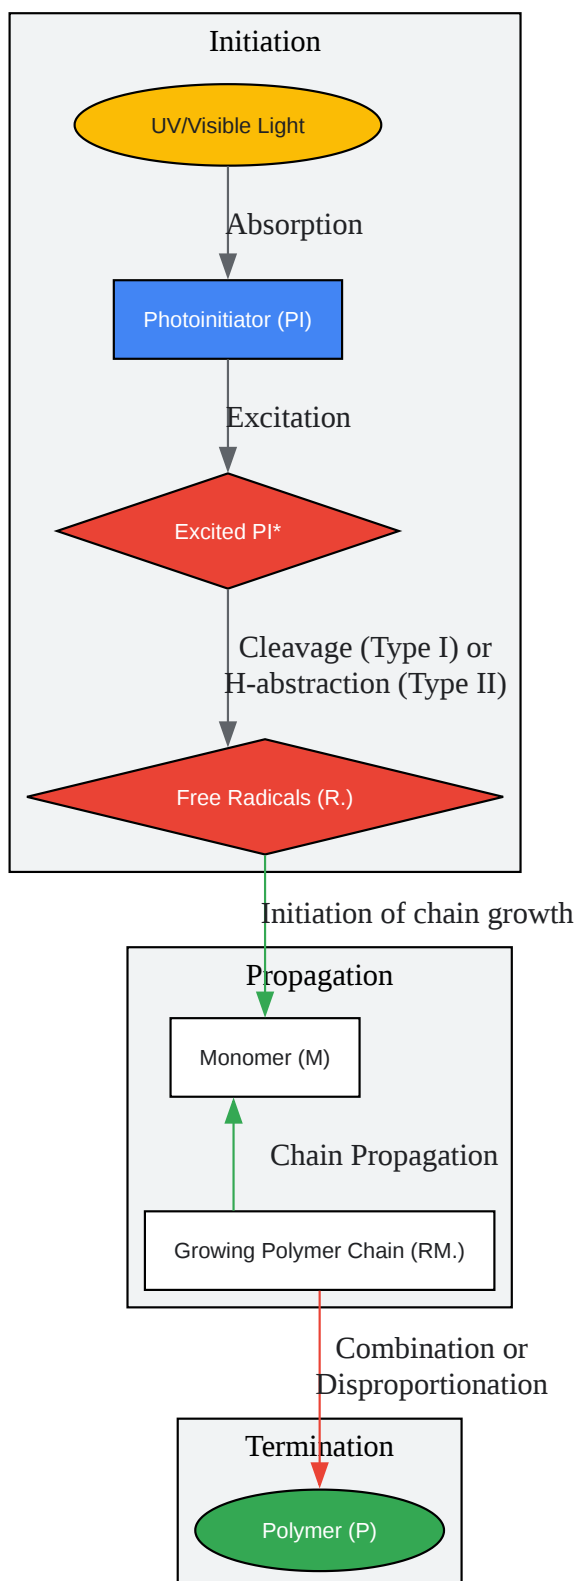 Initiation
UV/Visible Light
Absorption
Photoinitiator (PI)
Excitation
Excited PI*
Cleavage (Type I) or
H-abstraction (Type II)
Free Radicals (R.)
Initiation of chain growth
Propagation
Monomer (M)
Chain Propagation
Growing Polymer Chain (RM.)
Combination or
Disproportionation
Termination
Polymer (P)